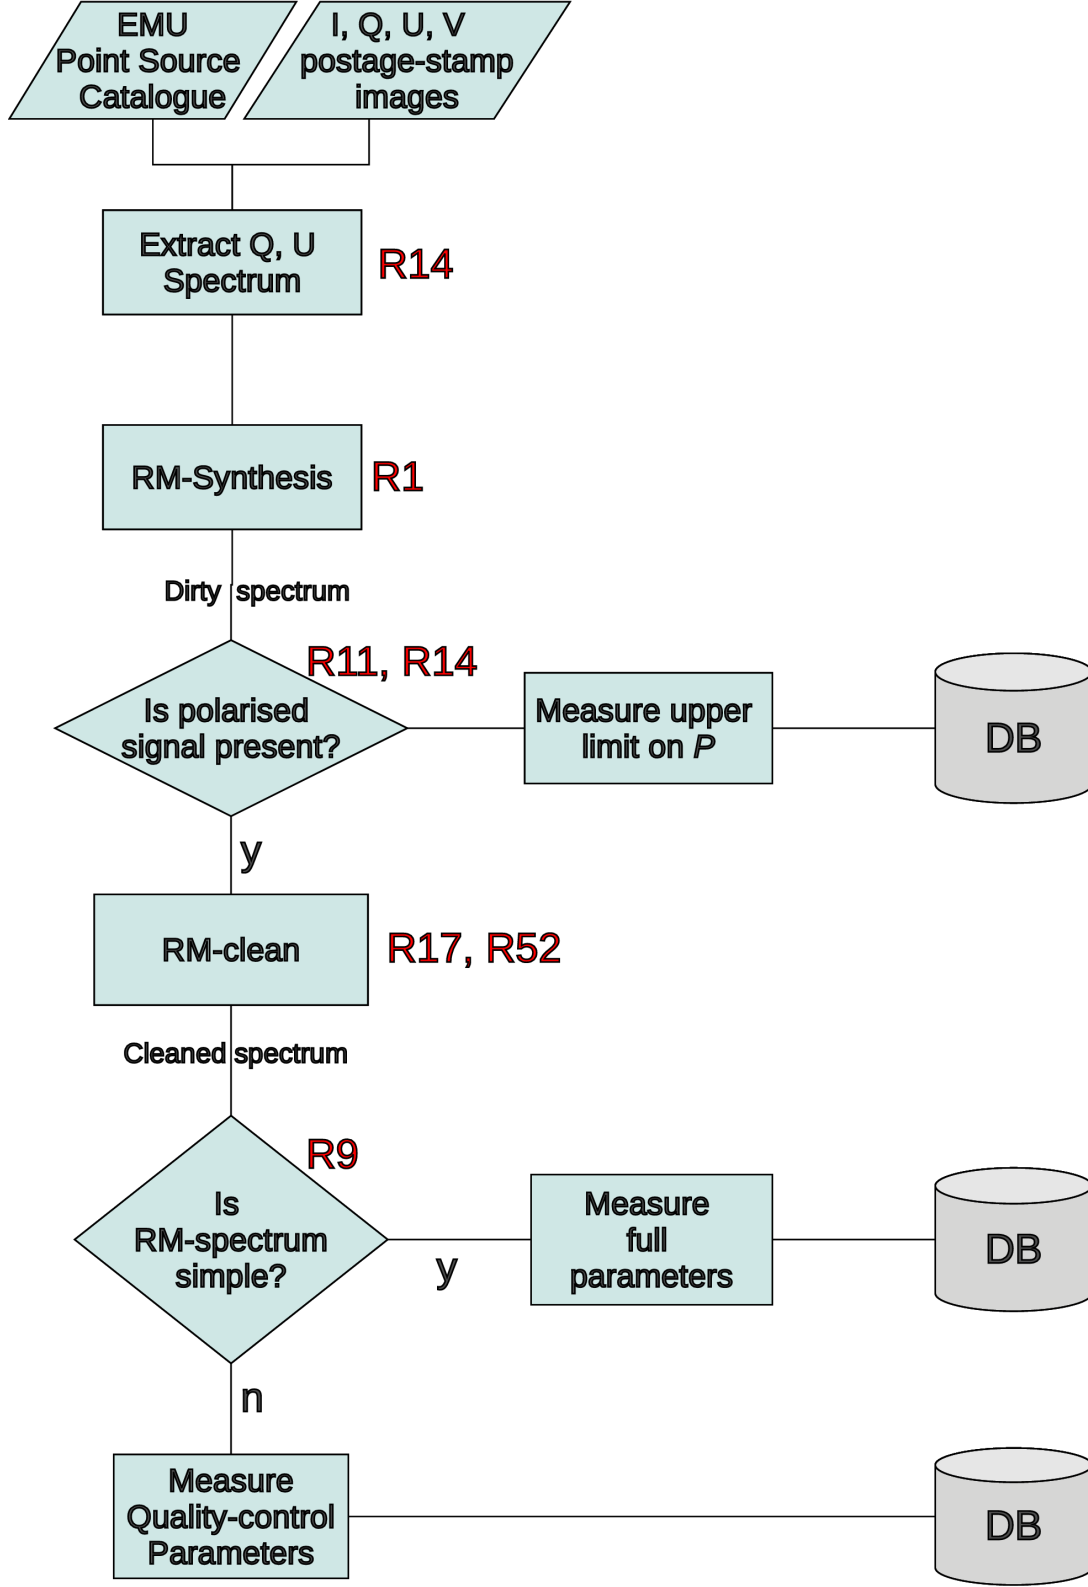 EMU
Point Source
Catalogue
I, Q, U, V
postage-stamp
images
Extract Q, U
Spectrum
R14
RM-Synthesis
R1
Dirty spectrum
R11, R14
Is polarised
signal present?
Measure upper
limit on P
DB
y
RM-clean
R17, R52
Cleaned spectrum
R9
Is
RM-spectrum
simple?
y
Measure
full
parameters
DB
n
Measure
Quality-control
Parameters
DB